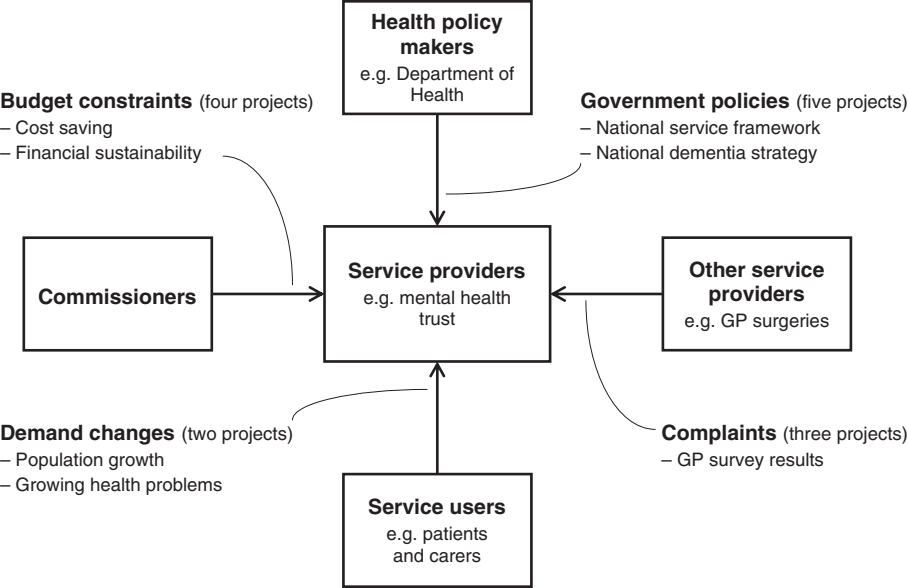 Health policy
makers
e.g. Department of
Health
Budget constraints (four projects)
– Cost saving
– Financial sustainability
Government policies (five projects)
– National service framework
– National dementia strategy
Commissioners
Service providers
e.g. mental health
trust
Other service
providers
e.g. GP surgeries
Demand changes (two projects)
– Population growth
– Growing health problems
Complaints (three projects)
– GP survey results
Service users
e.g. patients
and carers